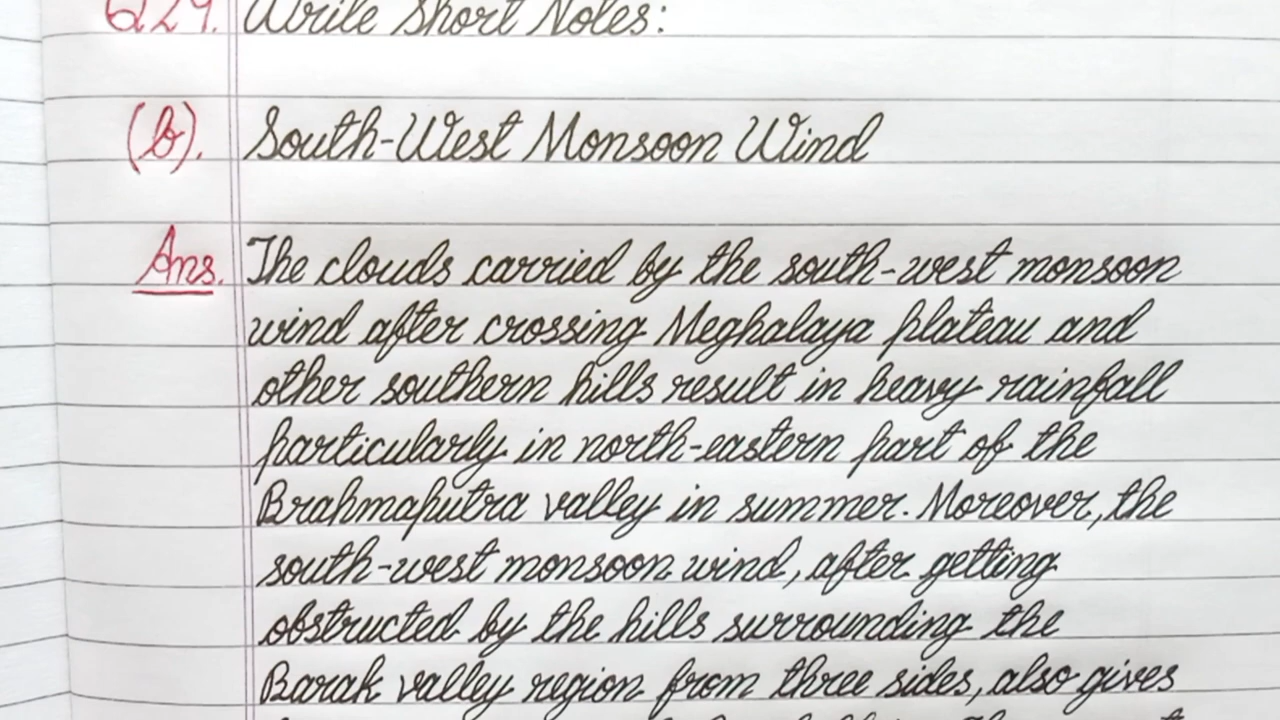 Q29. Write Short Notes:
(b). South-West Monsoon Wind
Ans. The clouds carried by the south-west monsoon
wind after crossing Meghalaya plateau and
other southern hills result in heavy rainfall
particularly in north-eastern part of the
Brahmaputra valley in summer. Moreover, the
south-west monsoon wind, after getting
obstructed by the hills surrounding the
Barak valley region from three sides, also gives